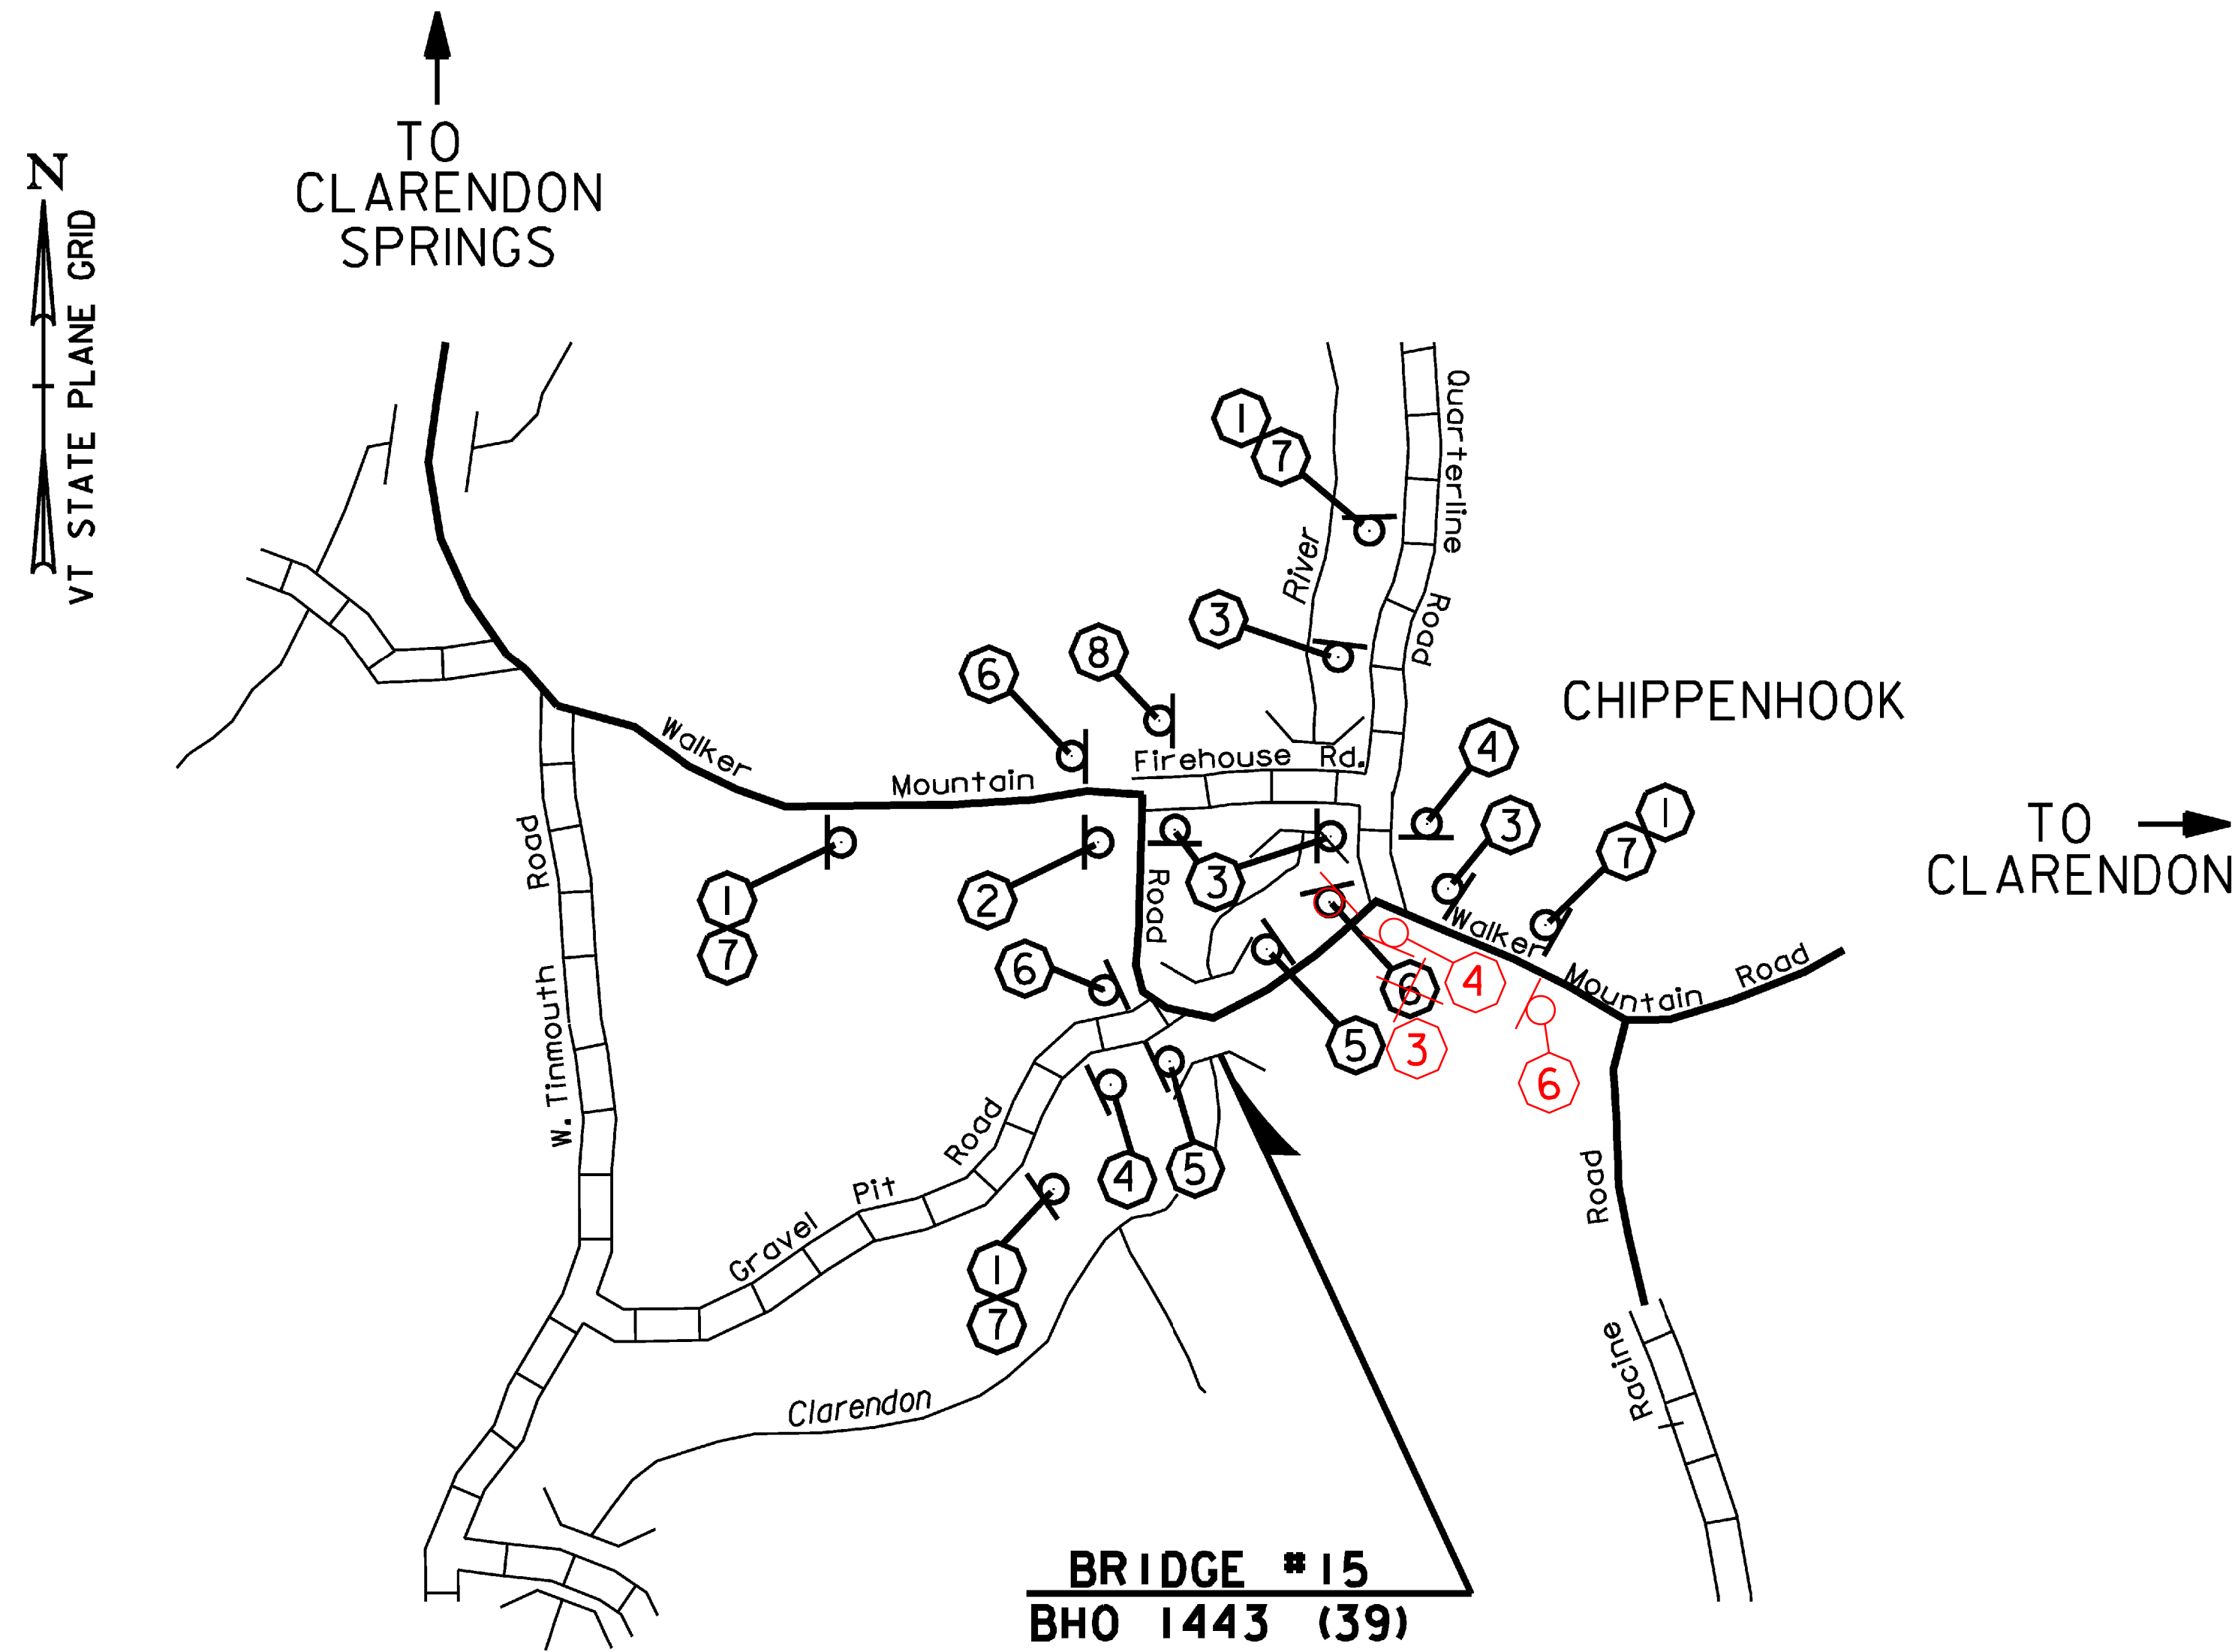 TO
CLARENDON
SPRINGS
N
VT STATE PLANE GRID
Quarterline
Road
1
7
River
3
8
6
CHIPPENHOOK
4
Walker
Mountain
Firehouse Rd.
3
1
7
TO
CLARENDON
Road
1
7
2
Road
3
Walker
Mountain
Road
6
6
4
5
3
6
W. Tinmouth
Road
4
5
Gravel
Pit
Road
1
7
Racine
Clarendon
BRIDGE #15
BHO 1443 (39)